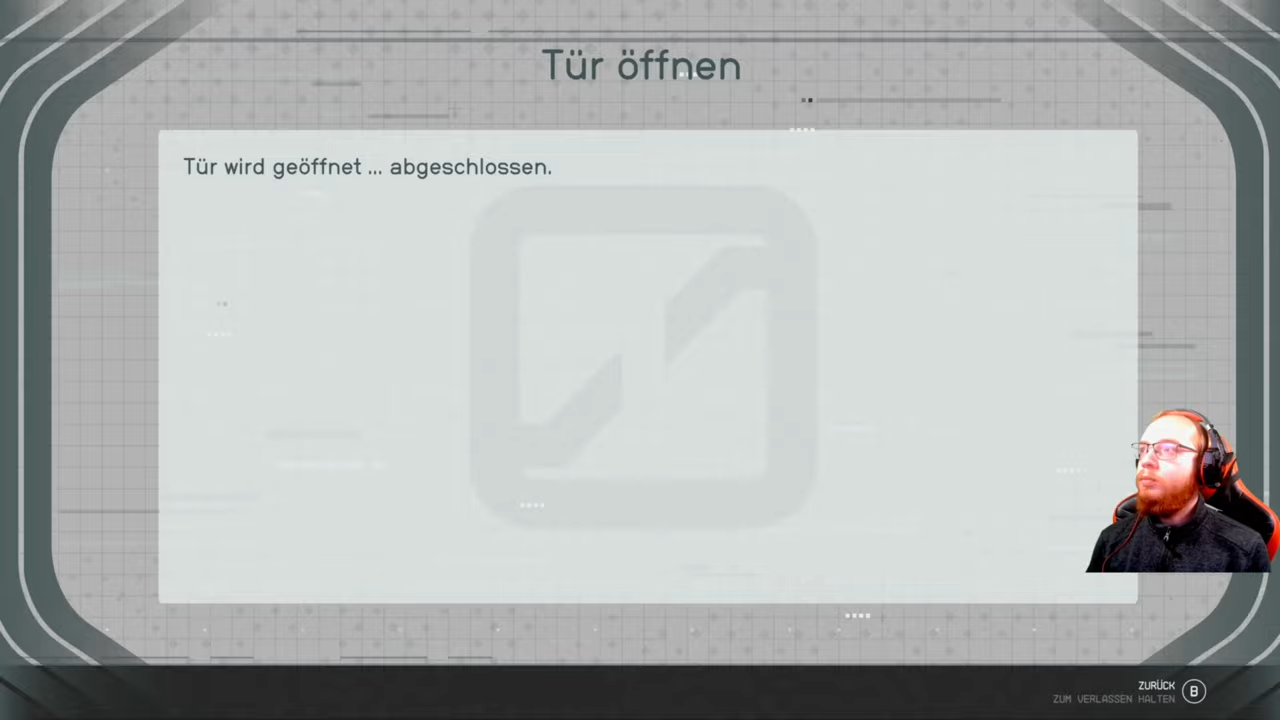 Tür öffnen
Tür wird geöffnet ... abgeschlossen.
ZURÜCK
ZUM VERLASSEN HALTEN
B